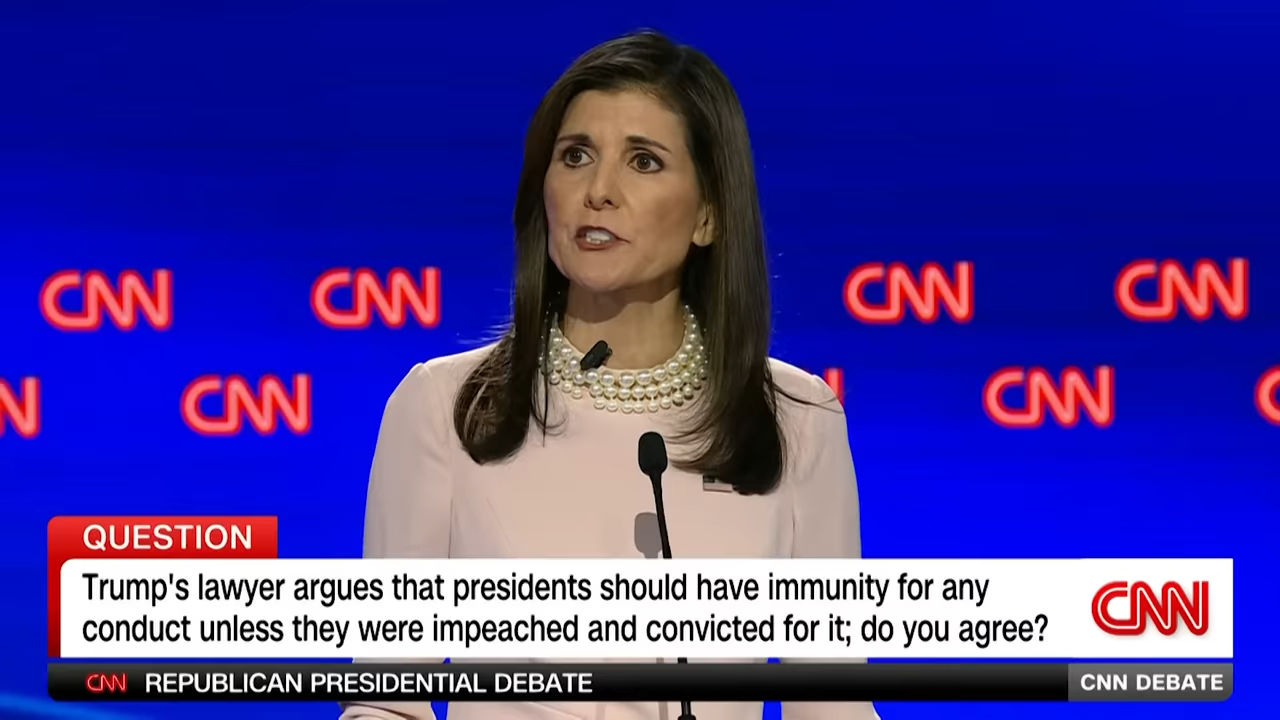 CNN CNN CNN CNN
CNN CNN
QUESTION
Trump's lawyer argues that presidents should have immunity for any
conduct unless they were impeached and convicted for it; do you agree?
CNN
CNN REPUBLICAN PRESIDENTIAL DEBATE
CNN DEBATE